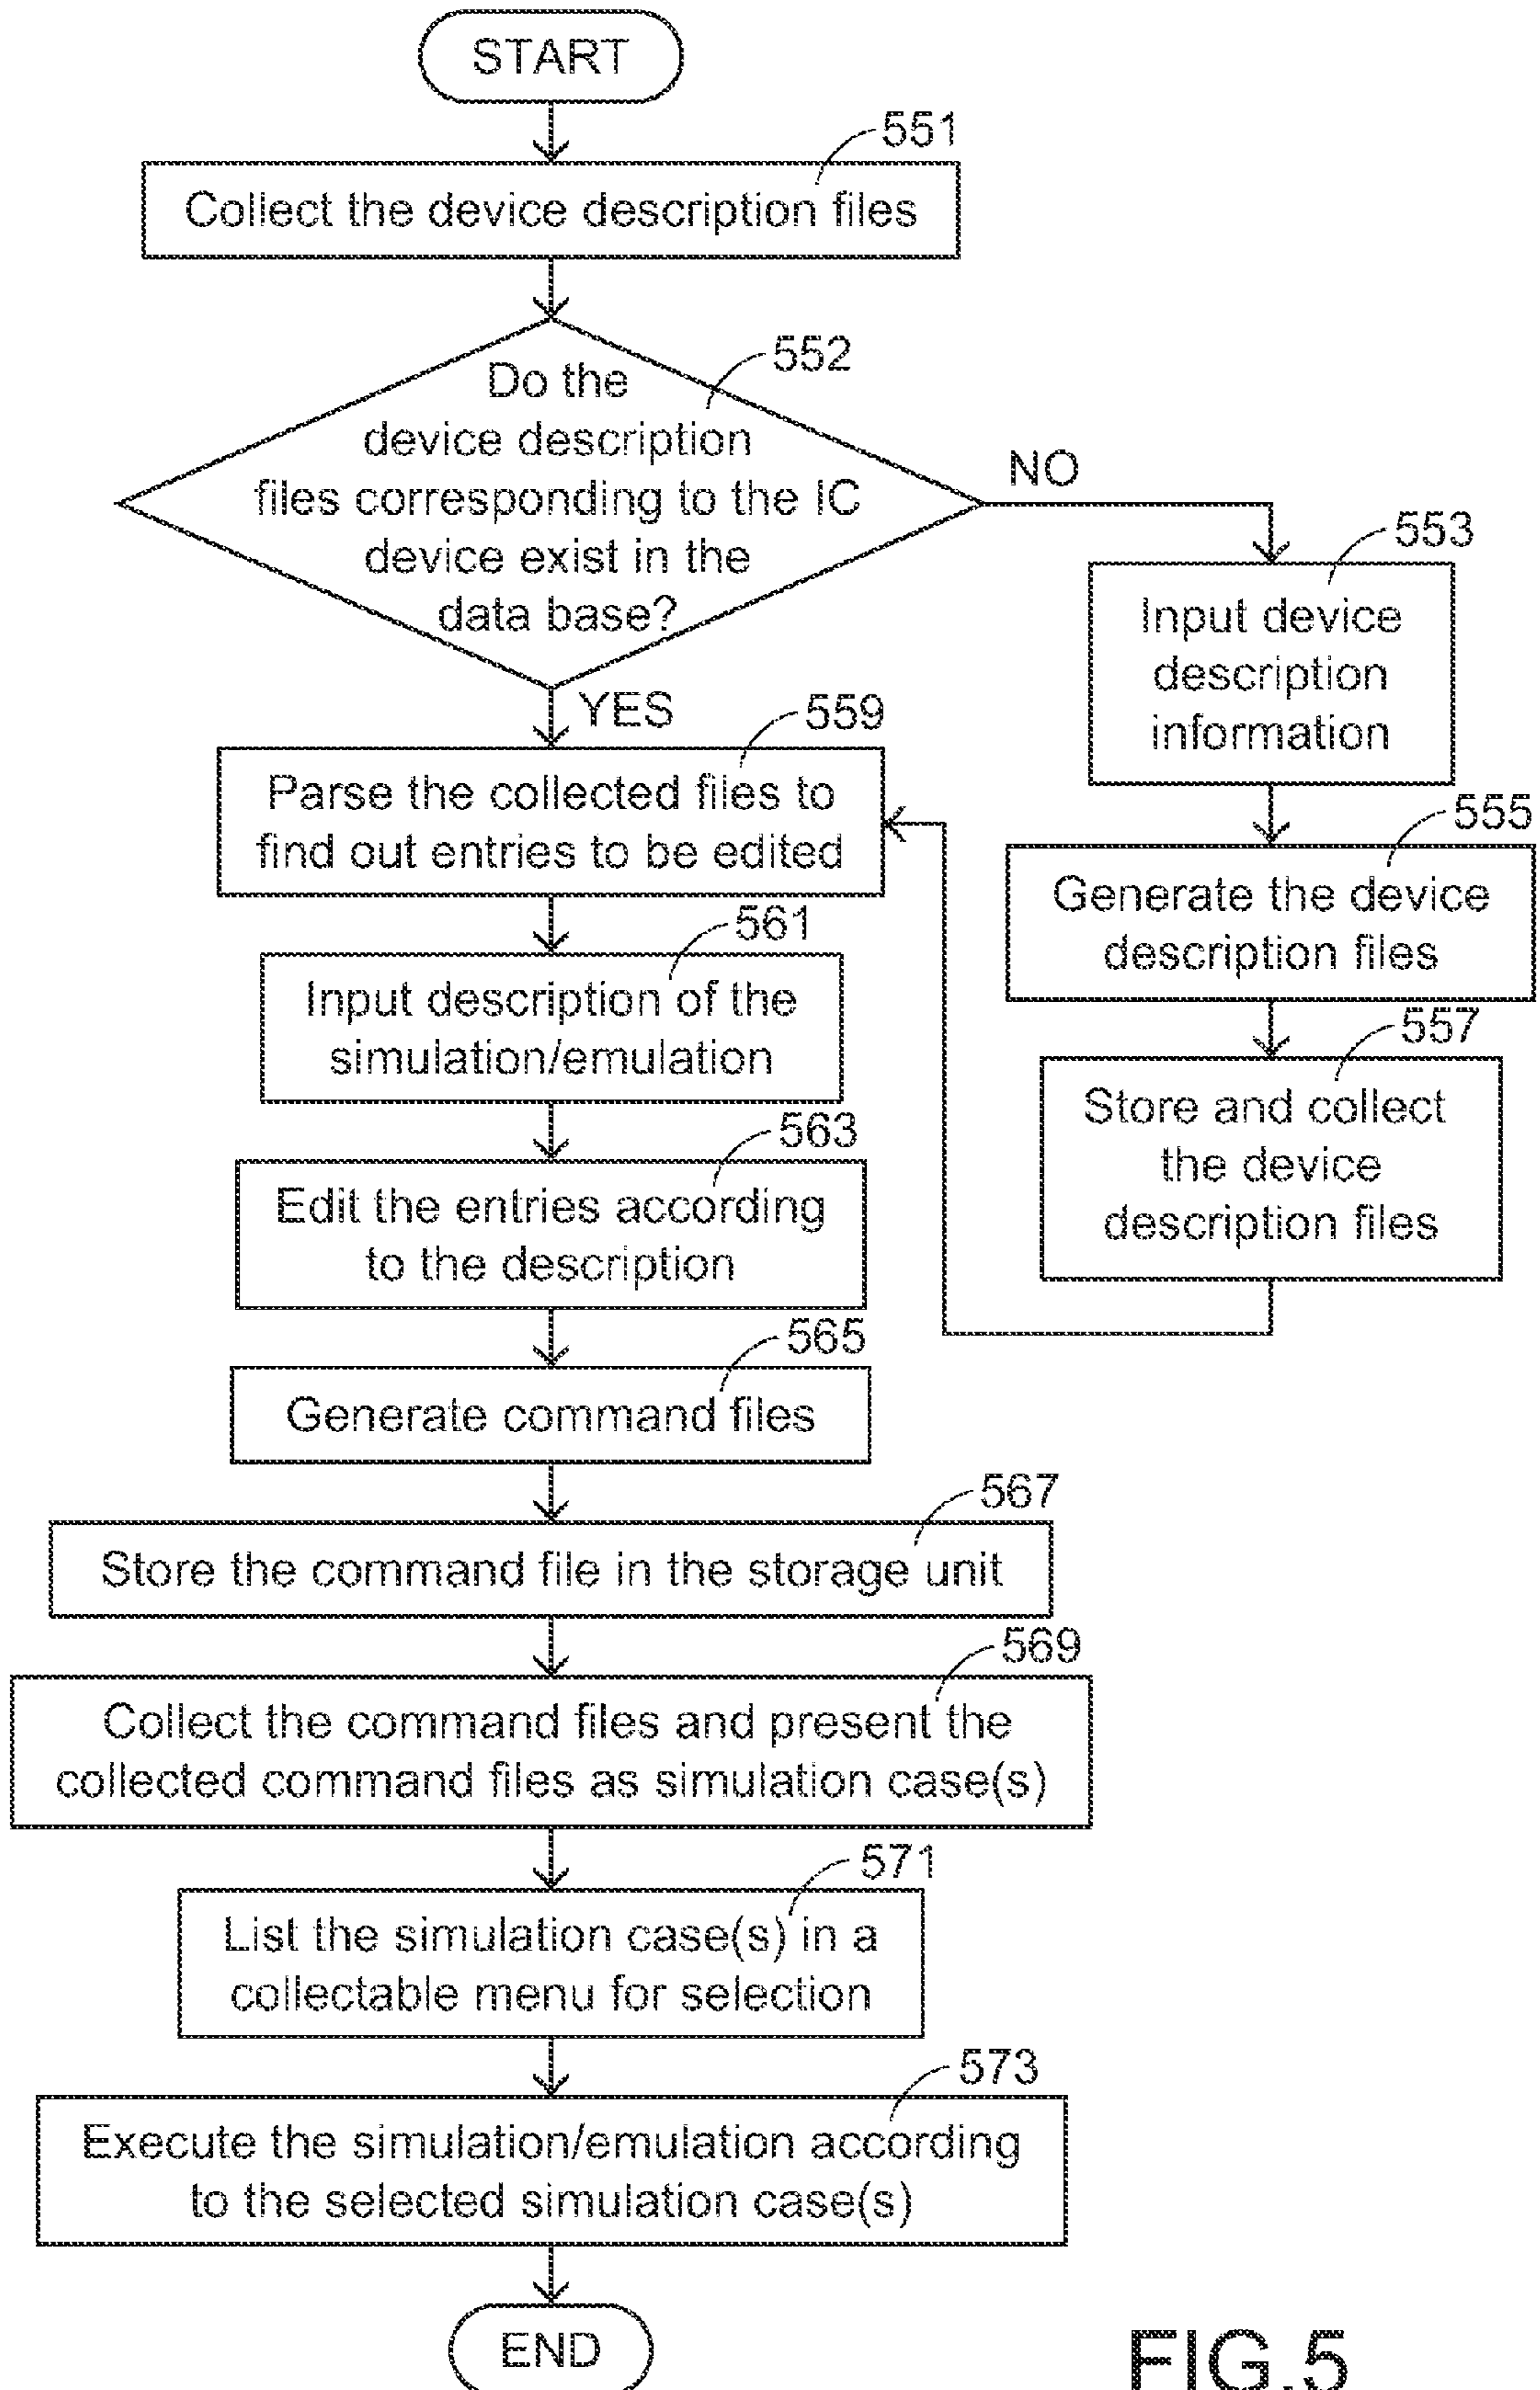 START
551
Collect the device description files
552
Do the
device description
files corresponding to the IC
device exist in the
data base?
NO
553
Input device
description
information
YES
559
Parse the collected files to
find out entries to be edited
555
Generate the device
description files
561
Input description of the
simulation/emulation
557
Store and collect
the device
description files
563
Edit the entries according
to the description
565
Generate command files
567
Store the command file in the storage unit
569
Collect the command files and present the
collected command files as simulation case(s)
571
List the simulation case(s) in a
collectable menu for selection
573
Execute the simulation/emulation according
to the selected simulation case(s)
END
FIG.5